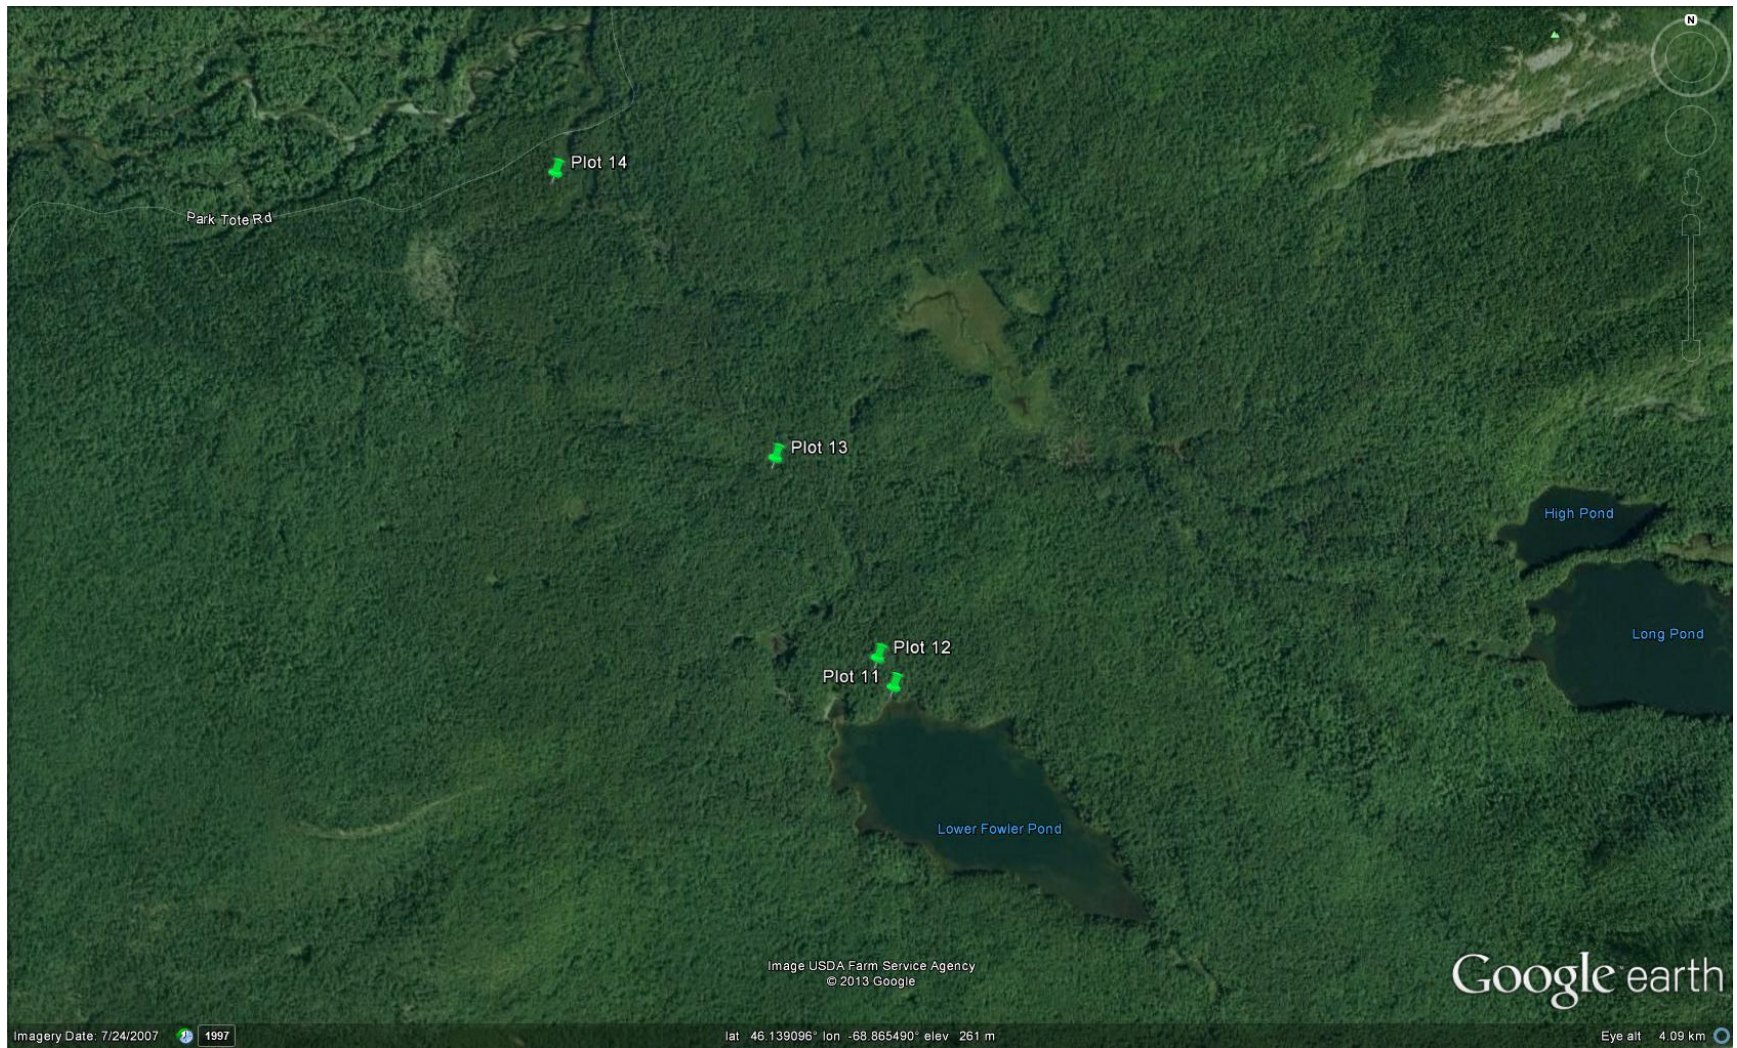 N
Plot 14
Park Tote Rd
Plot 13
High Pond
Long Pond
Plot 12
Plot 11
Lower Fowler Pond
Image USDA Farm Service Agency
© 2013 Google
Google earth
Imagery Date: 7/24/2007
1997
lat 46.139096° lon -68.865490° elev 261 m
Eye alt 4.09 km